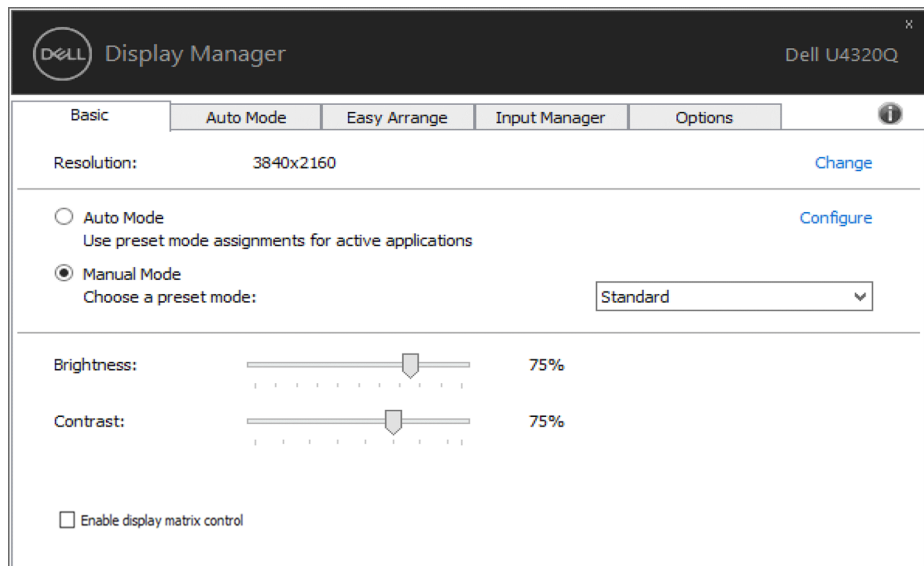 x
DELL Display Manager Dell U4320Q
Basic Auto Mode Easy Arrange Input Manager Options i
Resolution: 3840x2160 Change
Auto Mode Configure
Use preset mode assignments for active applications
Manual Mode
Choose a preset mode: Standard
Brightness: 75%
Contrast: 75%
Enable display matrix control